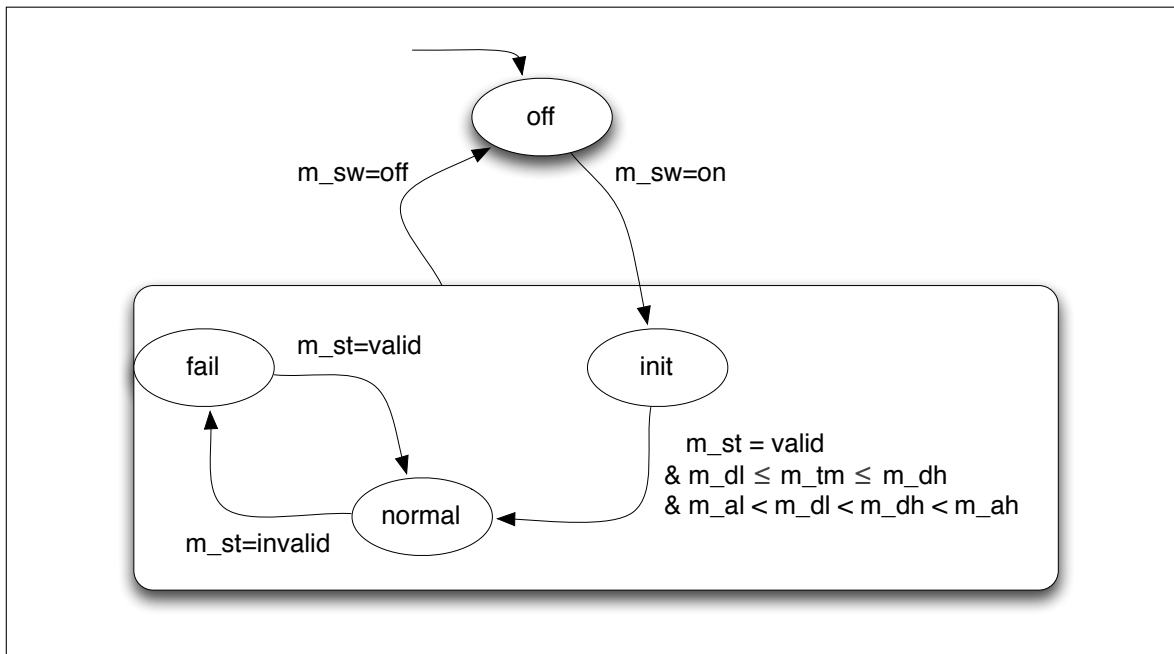 off
m_sw=off
m_sw=on
fail
m_st=valid
init
m_st = valid
& m_dl ≤ m_tm ≤ m_dh
& m_al < m_dl < m_dh < m_ah
normal
m_st=invalid